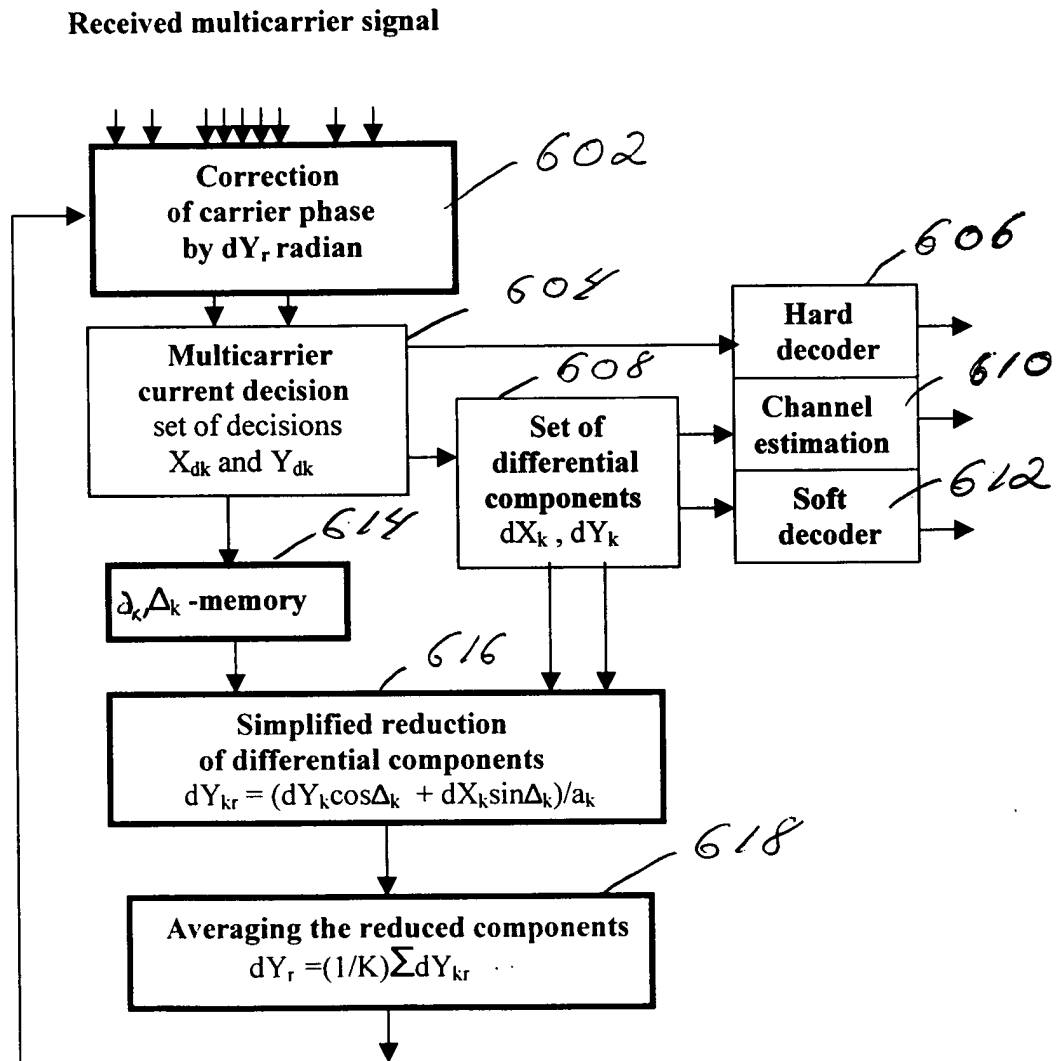 Received multicarrier signal
602
Correction
of carrier phase
by dYr radian
604
606
Multicarrier
current decision
set of decisions
Xdk and Ydk
608
Hard
decoder
610
Set of
differential
components
dXk , dYk
Channel
estimation
612
Soft
decoder
614
∂k,Δk -memory
616
Simplified reduction
of differential components
dYkr = (dYkcosΔk + dXksinΔk)/ak
618
Averaging the reduced components
dYr =(1/K)ΣdYkr